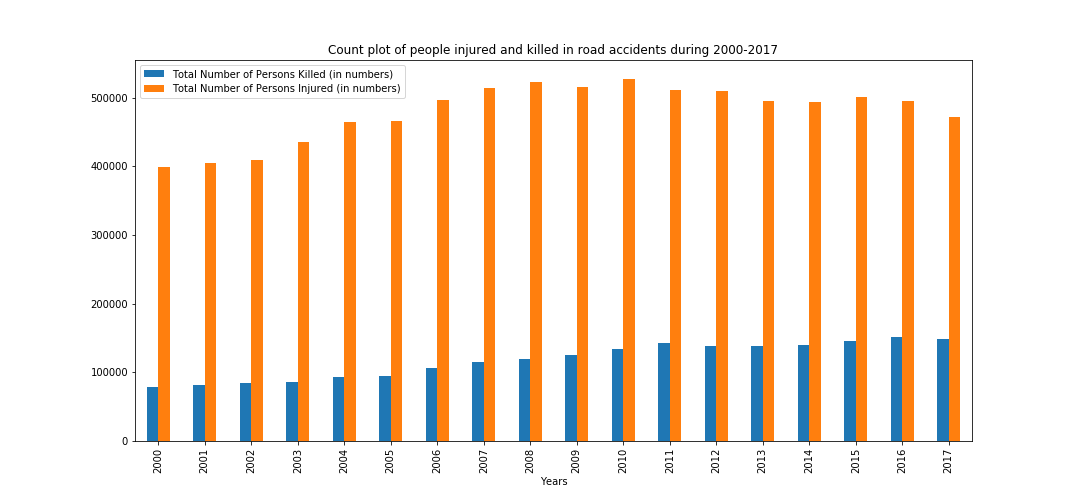 Count plot of people injured and killed in road accidents during 2000-2017
Total Number of Persons Killed (in numbers)
Total Number of Persons Injured (in numbers)
500000
400000
300000
200000
100000
0
2000 2001 2002 2003 2004 2005 2006 2007 2008 2009 2010 2011 2012 2013 2014 2015 2016 2017
Years